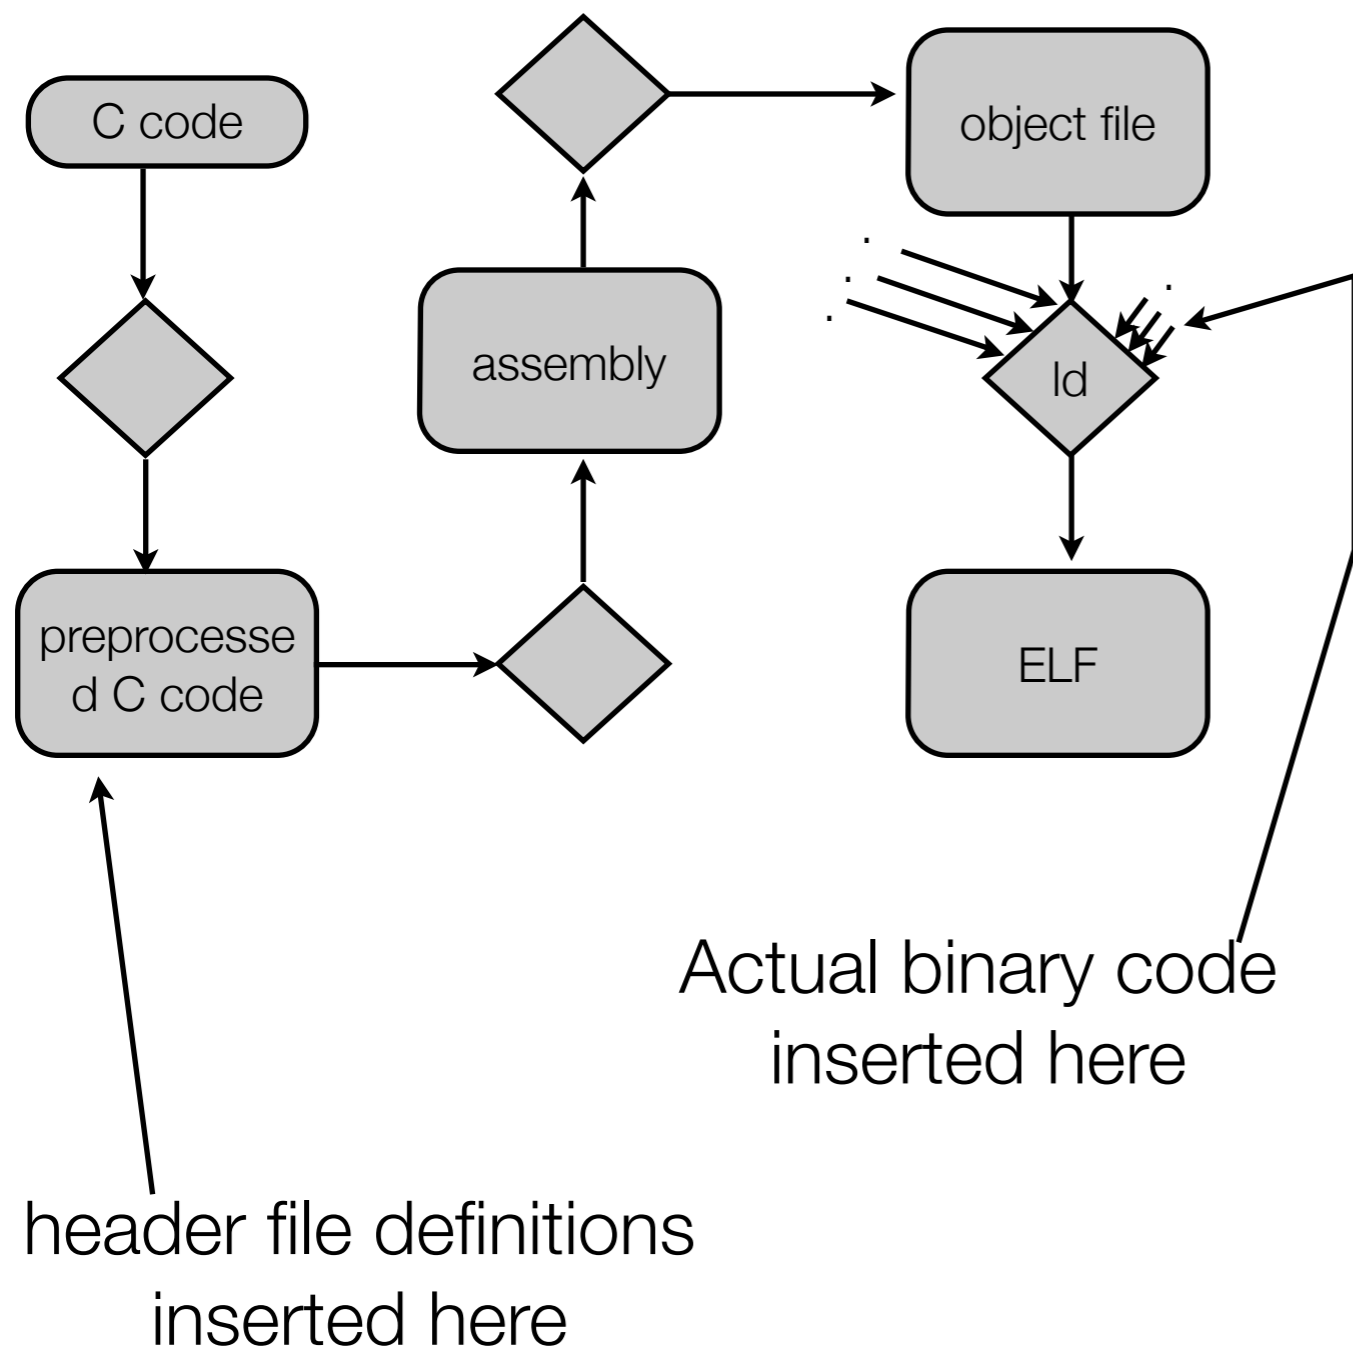 C code
object file
assembly
ld
preprocesse
d C code
ELF
Actual binary code
inserted here
header file definitions
inserted here